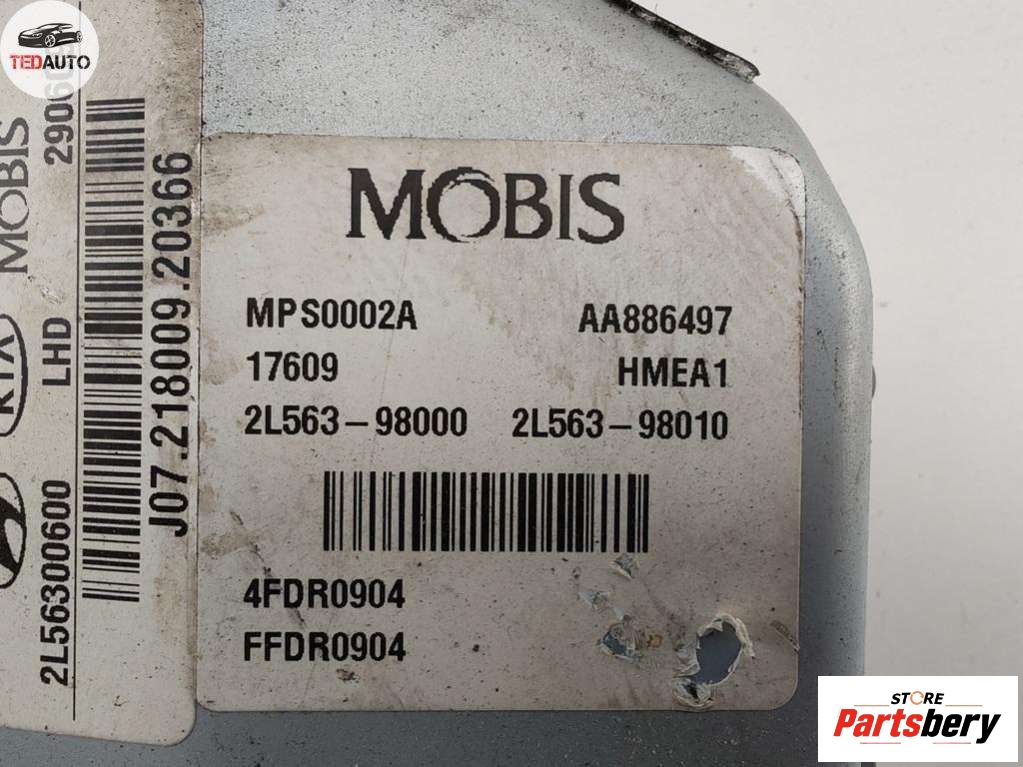 TEDAUTO
MOBIS
KIA
LHD
2L56300600
J07.218009.20366
MOBIS
MPS0002A AA886497
17609 HMEA1
2L563-98000 2L563-98010
4FDR0904
FFDR0904
STORE
Partsbery